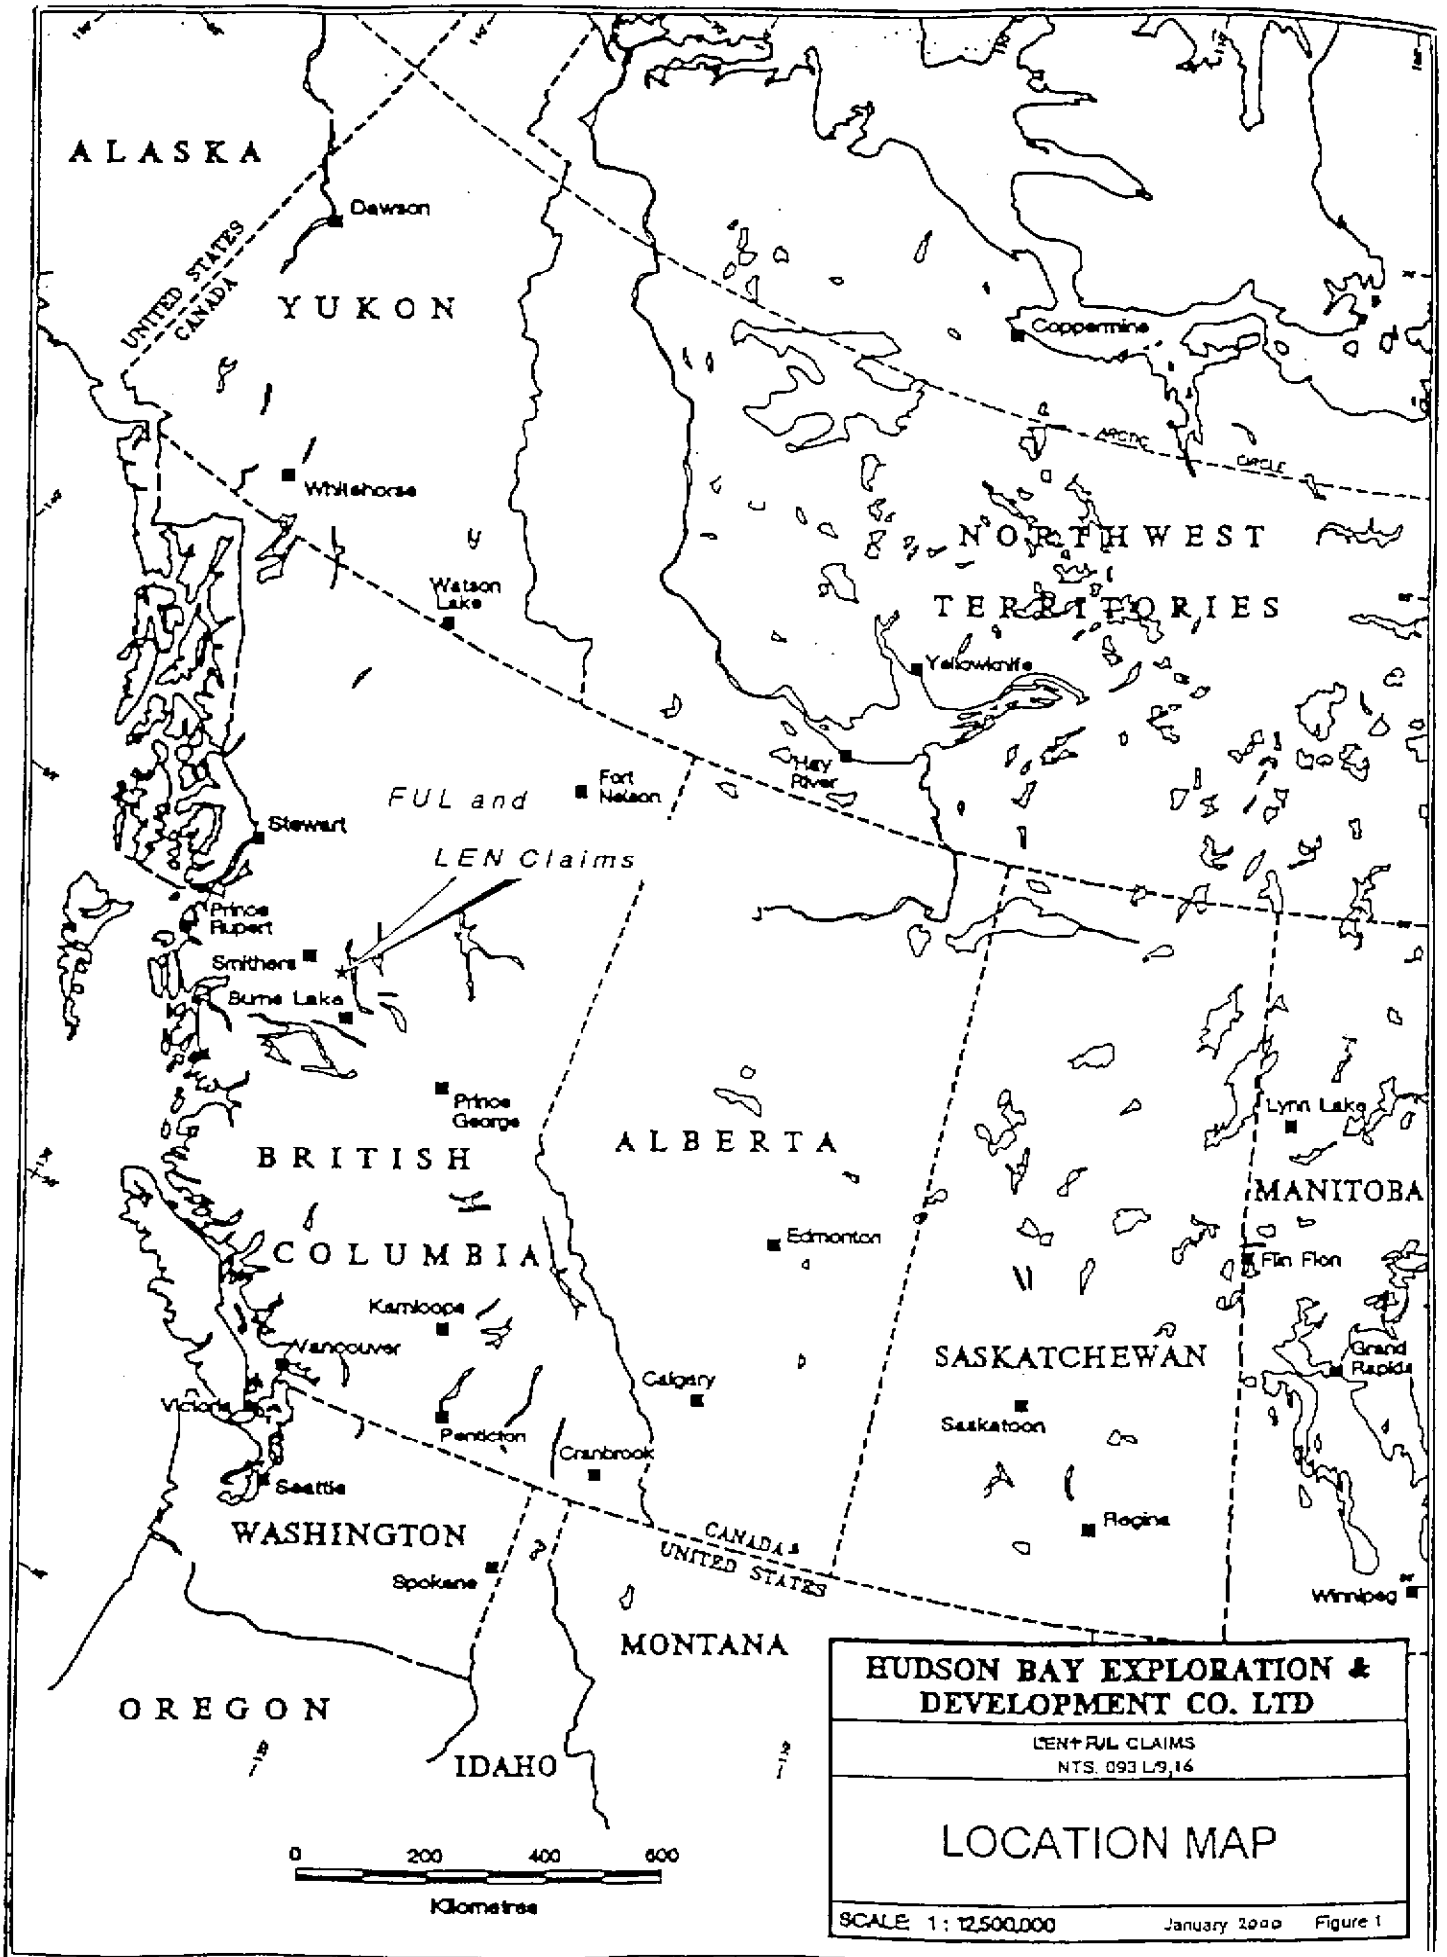 ALASKA
Dawson
UNITED STATES
CANADA
YUKON
Coppermine
Whitehorse
ARCTIC CIRCLE
NORTHWEST
TERRITORIES
Watson
Lake
Yellowknife
Hay
River
Fort
Nelson
FUL and
LEN Claims
Stewart
Prince
Rupert
Smithers
Burns Lake
Prince
George
BRITISH
COLUMBIA
ALBERTA
Lynn Lake
MANITOBA
Edmonton
Flin Flon
Kamloops
Vancouver
SASKATCHEWAN
Grand
Rapids
Calgary
Victoria
Saskatoon
Penticton
Cranbrook
Seattle
WASHINGTON
CANADA
UNITED STATES
Regina
Spokane
Winnipeg
MONTANA
OREGON
IDAHO
HUDSON BAY EXPLORATION &
DEVELOPMENT CO. LTD
LEN+FUL CLAIMS
NTS. 093 L/9,16
LOCATION MAP
0 200 400 600
Kilometres
SCALE 1 : 12,500,000 January 2000 Figure 1